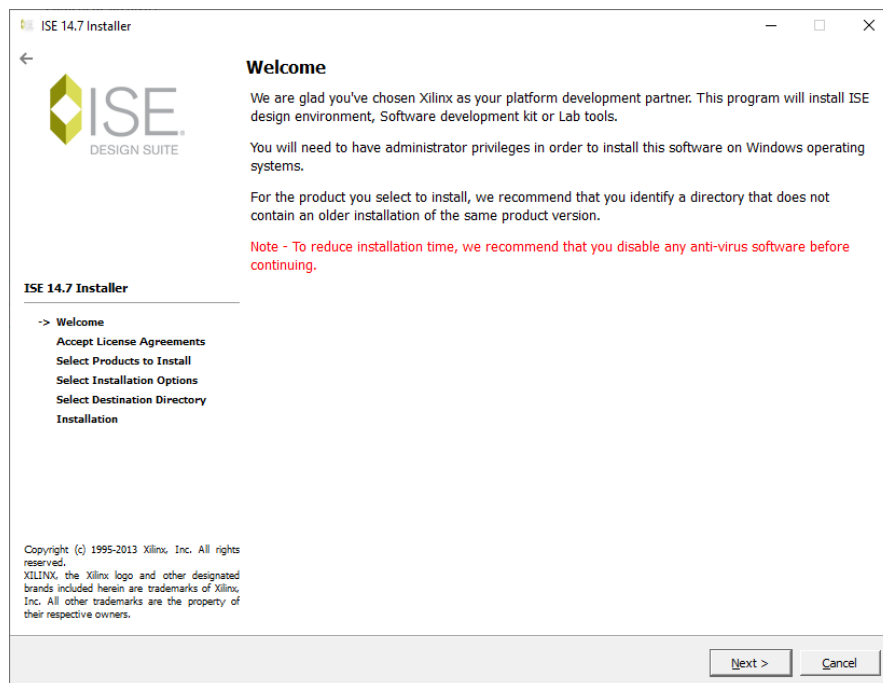 ISE 14.7 Installer
ISE
DESIGN SUITE
Welcome
We are glad you've chosen Xilinx as your platform development partner. This program will install ISE
design environment, Software development kit or Lab tools.
You will need to have administrator privileges in order to install this software on Windows operating
systems.
For the product you select to install, we recommend that you identify a directory that does not
contain an older installation of the same product version.
Note - To reduce installation time, we recommend that you disable any anti-virus software before
continuing.
ISE 14.7 Installer
-> Welcome
Accept License Agreements
Select Products to Install
Select Installation Options
Select Destination Directory
Installation
Copyright (c) 1995-2013 Xilinx, Inc. All rights
reserved.
XILINX, the Xilinx logo and other designated
brands included herein are trademarks of Xilinx,
Inc. All other trademarks are the property of
their respective owners.
Next >
Cancel